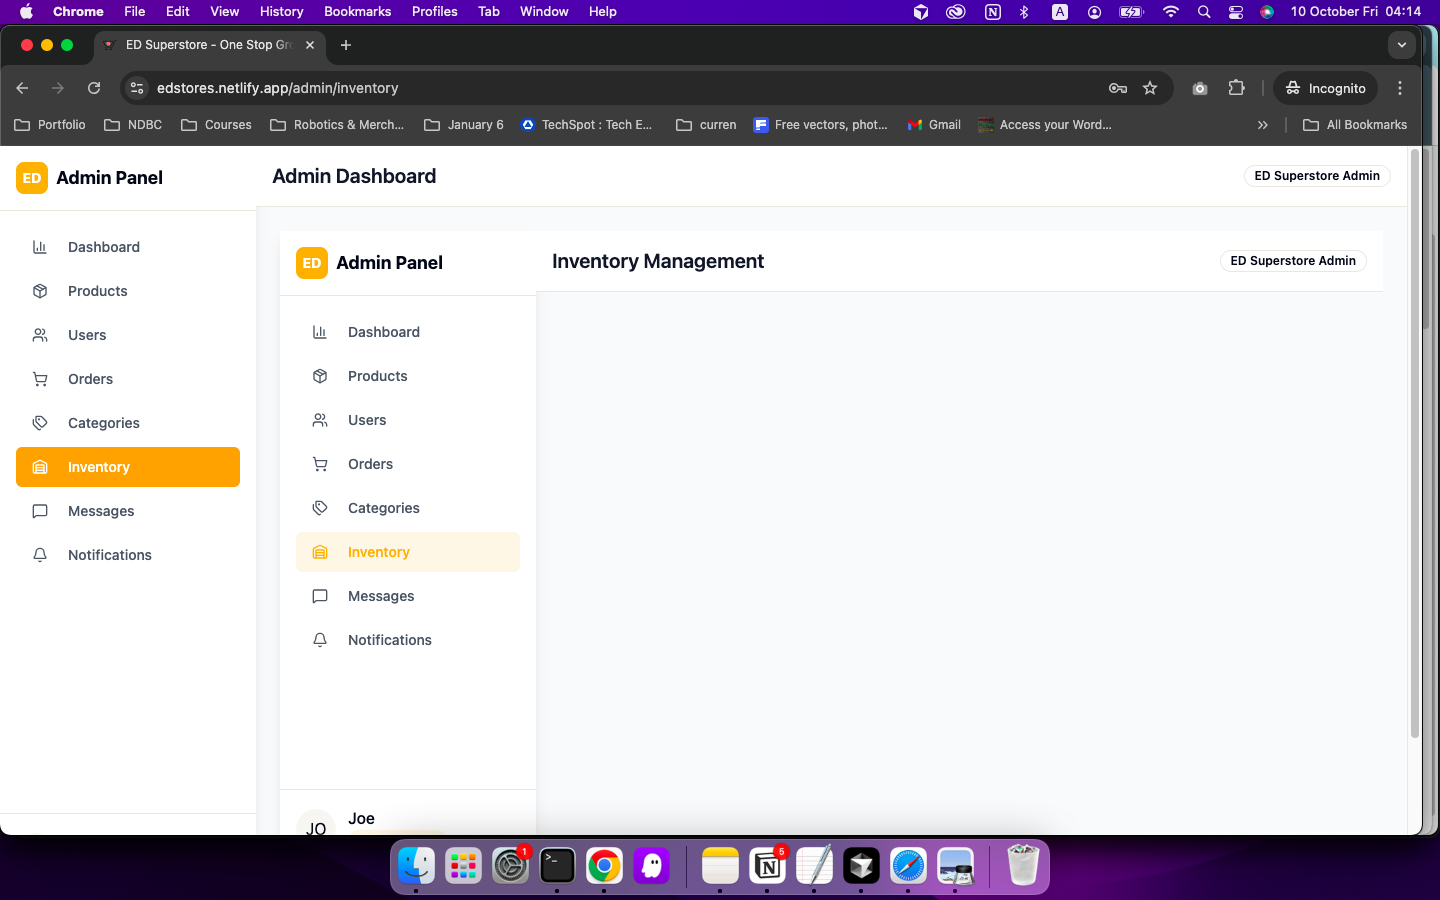 Chrome File Edit View History Bookmarks Profiles Tab Window Help N A 10 October Fri 04:14
ED Superstore - One Stop Gr
edstores.netlify.app/admin/inventory Incognito
Portfolio NDBC Courses Robotics & Merch... January 6 TechSpot : Tech E... curren Free vectors, phot... Gmail Access your Word... All Bookmarks
ED Admin Panel Admin Dashboard ED Superstore Admin
Dashboard
Products
Users
Orders
Categories
Inventory
Messages
Notifications
ED Admin Panel Inventory Management ED Superstore Admin
Dashboard
Products
Users
Orders
Categories
Inventory
Messages
Notifications
JO Joe
1 5